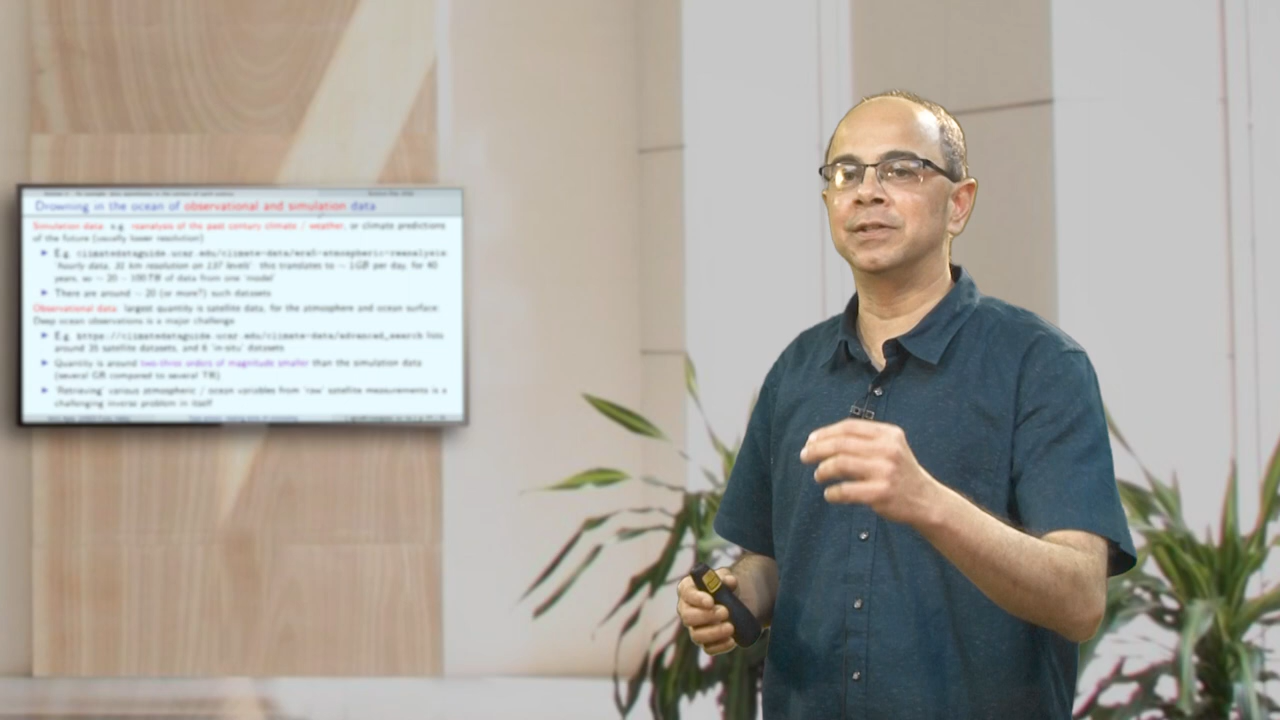 Drowning in the ocean of observational and simulation data
Simulation data: e.g. reanalysis of the past century climate / weather, or climate predictions
of the future (usually lower resolution)
E.g. climatedataguide.ucar.edu/climate-data/era5-atmospheric-reanalysis
'hourly data, 31 km resolution on 137 levels' this translates to ~ 1GB per day, for 40
years, so ~ 20 - 100TB of data from one 'model'
There are around ~ 20 (or more?) such datasets
Observational data: largest quantity is satellite data, for the atmosphere and ocean surface:
Deep ocean observations is a major challenge
E.g. https://climatedataguide.ucar.edu/climate-data/advanced_search lists
around 35 satellite datasets, and 6 'in-situ' datasets
Quantity is around two-three orders of magnitude smaller than the simulation data
(several GB compared to several TB)
'Retrieving' various atmospheric / ocean variables from 'raw' satellite measurements is a
challenging inverse problem in itself